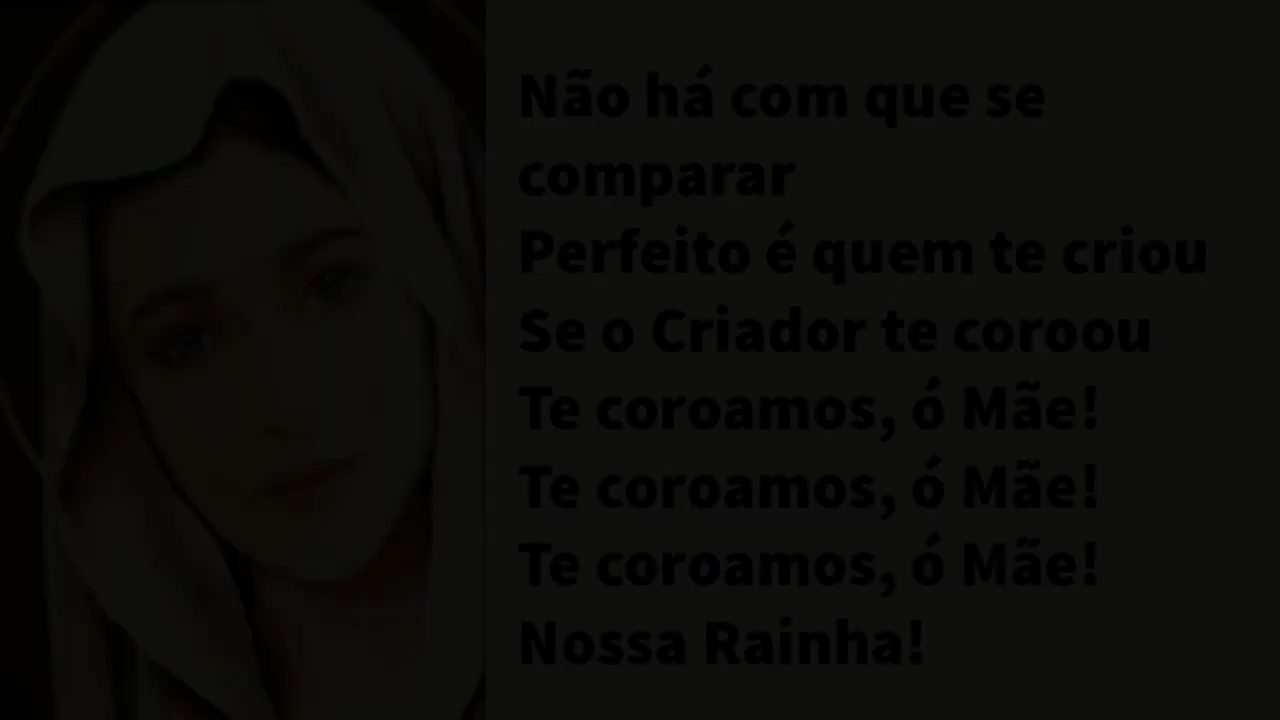 Não há com que se
comparar
Perfeito é quem te criou
Se o Criador te coroou
Te coroamos, ó Mãe!
Te coroamos, ó Mãe!
Te coroamos, ó Mãe!
Nossa Rainha!